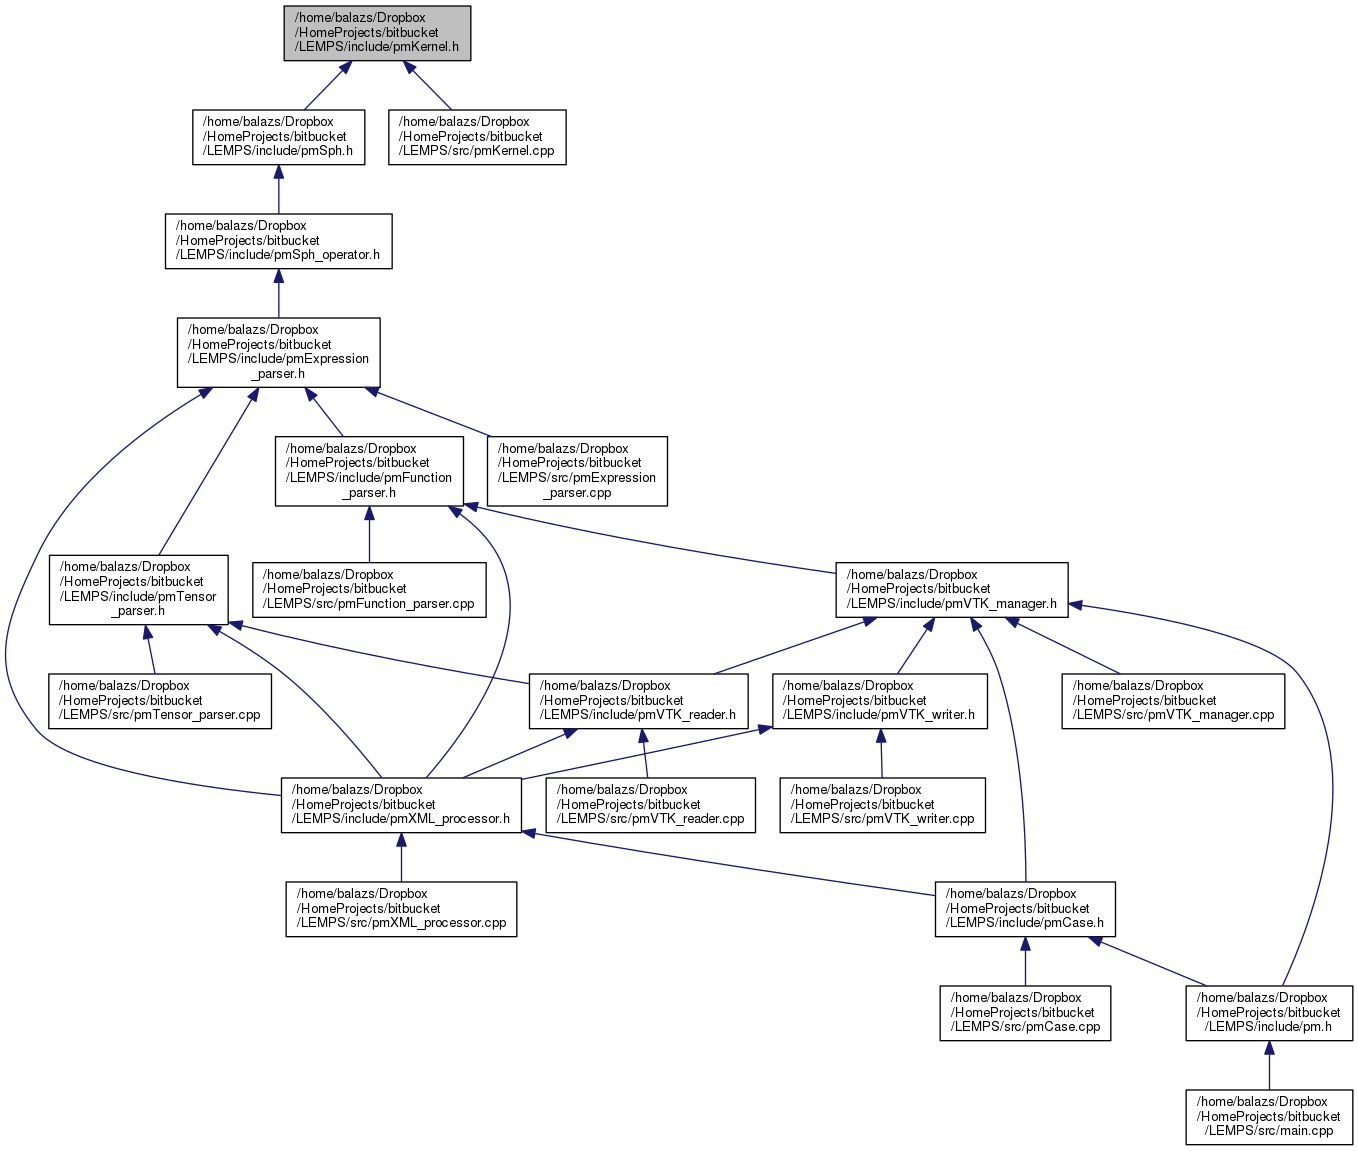 /home/balazs/Dropbox
/HomeProjects/bitbucket
/LEMPS/include/pmKernel.h
/home/balazs/Dropbox
/HomeProjects/bitbucket
/LEMPS/include/pmSph.h
/home/balazs/Dropbox
/HomeProjects/bitbucket
/LEMPS/src/pmKernel.cpp
/home/balazs/Dropbox
/HomeProjects/bitbucket
/LEMPS/include/pmSph_operator.h
/home/balazs/Dropbox
/HomeProjects/bitbucket
/LEMPS/include/pmExpression
_parser.h
/home/balazs/Dropbox
/HomeProjects/bitbucket
/LEMPS/include/pmFunction
_parser.h
/home/balazs/Dropbox
/HomeProjects/bitbucket
/LEMPS/src/pmExpression
_parser.cpp
/home/balazs/Dropbox
/HomeProjects/bitbucket
/LEMPS/include/pmTensor
_parser.h
/home/balazs/Dropbox
/HomeProjects/bitbucket
/LEMPS/src/pmFunction_parser.cpp
/home/balazs/Dropbox
/HomeProjects/bitbucket
/LEMPS/include/pmVTK_manager.h
/home/balazs/Dropbox
/HomeProjects/bitbucket
/LEMPS/src/pmTensor_parser.cpp
/home/balazs/Dropbox
/HomeProjects/bitbucket
/LEMPS/include/pmVTK_reader.h
/home/balazs/Dropbox
/HomeProjects/bitbucket
/LEMPS/include/pmVTK_writer.h
/home/balazs/Dropbox
/HomeProjects/bitbucket
/LEMPS/src/pmVTK_manager.cpp
/home/balazs/Dropbox
/HomeProjects/bitbucket
/LEMPS/include/pmXML_processor.h
/home/balazs/Dropbox
/HomeProjects/bitbucket
/LEMPS/src/pmVTK_reader.cpp
/home/balazs/Dropbox
/HomeProjects/bitbucket
/LEMPS/src/pmVTK_writer.cpp
/home/balazs/Dropbox
/HomeProjects/bitbucket
/LEMPS/src/pmXML_processor.cpp
/home/balazs/Dropbox
/HomeProjects/bitbucket
/LEMPS/include/pmCase.h
/home/balazs/Dropbox
/HomeProjects/bitbucket
/LEMPS/src/pmCase.cpp
/home/balazs/Dropbox
/HomeProjects/bitbucket
/LEMPS/include/pm.h
/home/balazs/Dropbox
/HomeProjects/bitbucket
/LEMPS/src/main.cpp